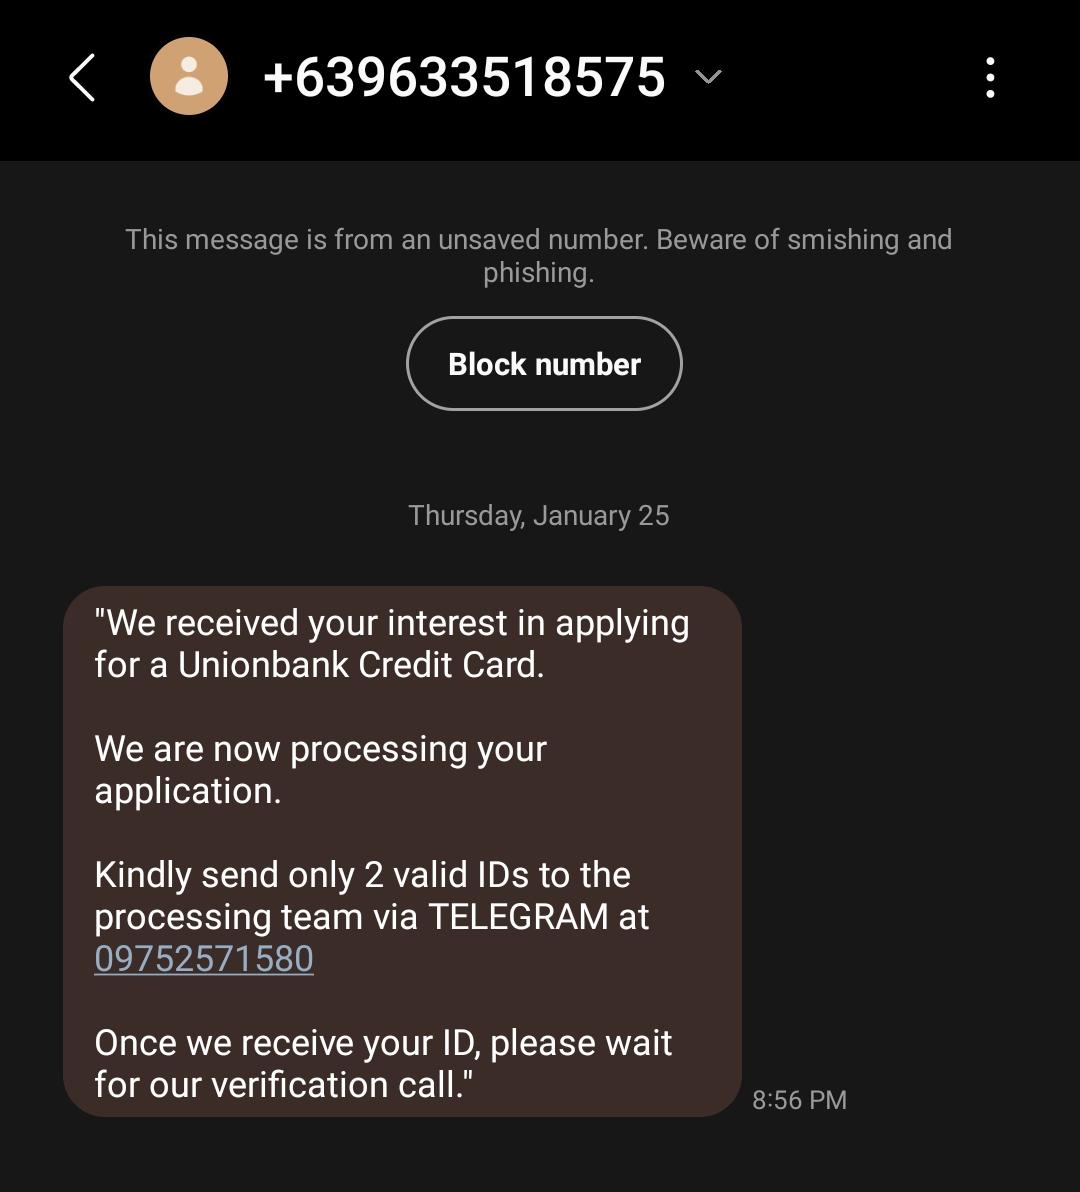 +639633518575
This message is from an unsaved number. Beware of smishing and
phishing.
Block number
Thursday, January 25
"We received your interest in applying
for a Unionbank Credit Card.
We are now processing your
application.
Kindly send only 2 valid IDs to the
processing team via TELEGRAM at
09752571580
Once we receive your ID, please wait
for our verification call."
8:56 PM